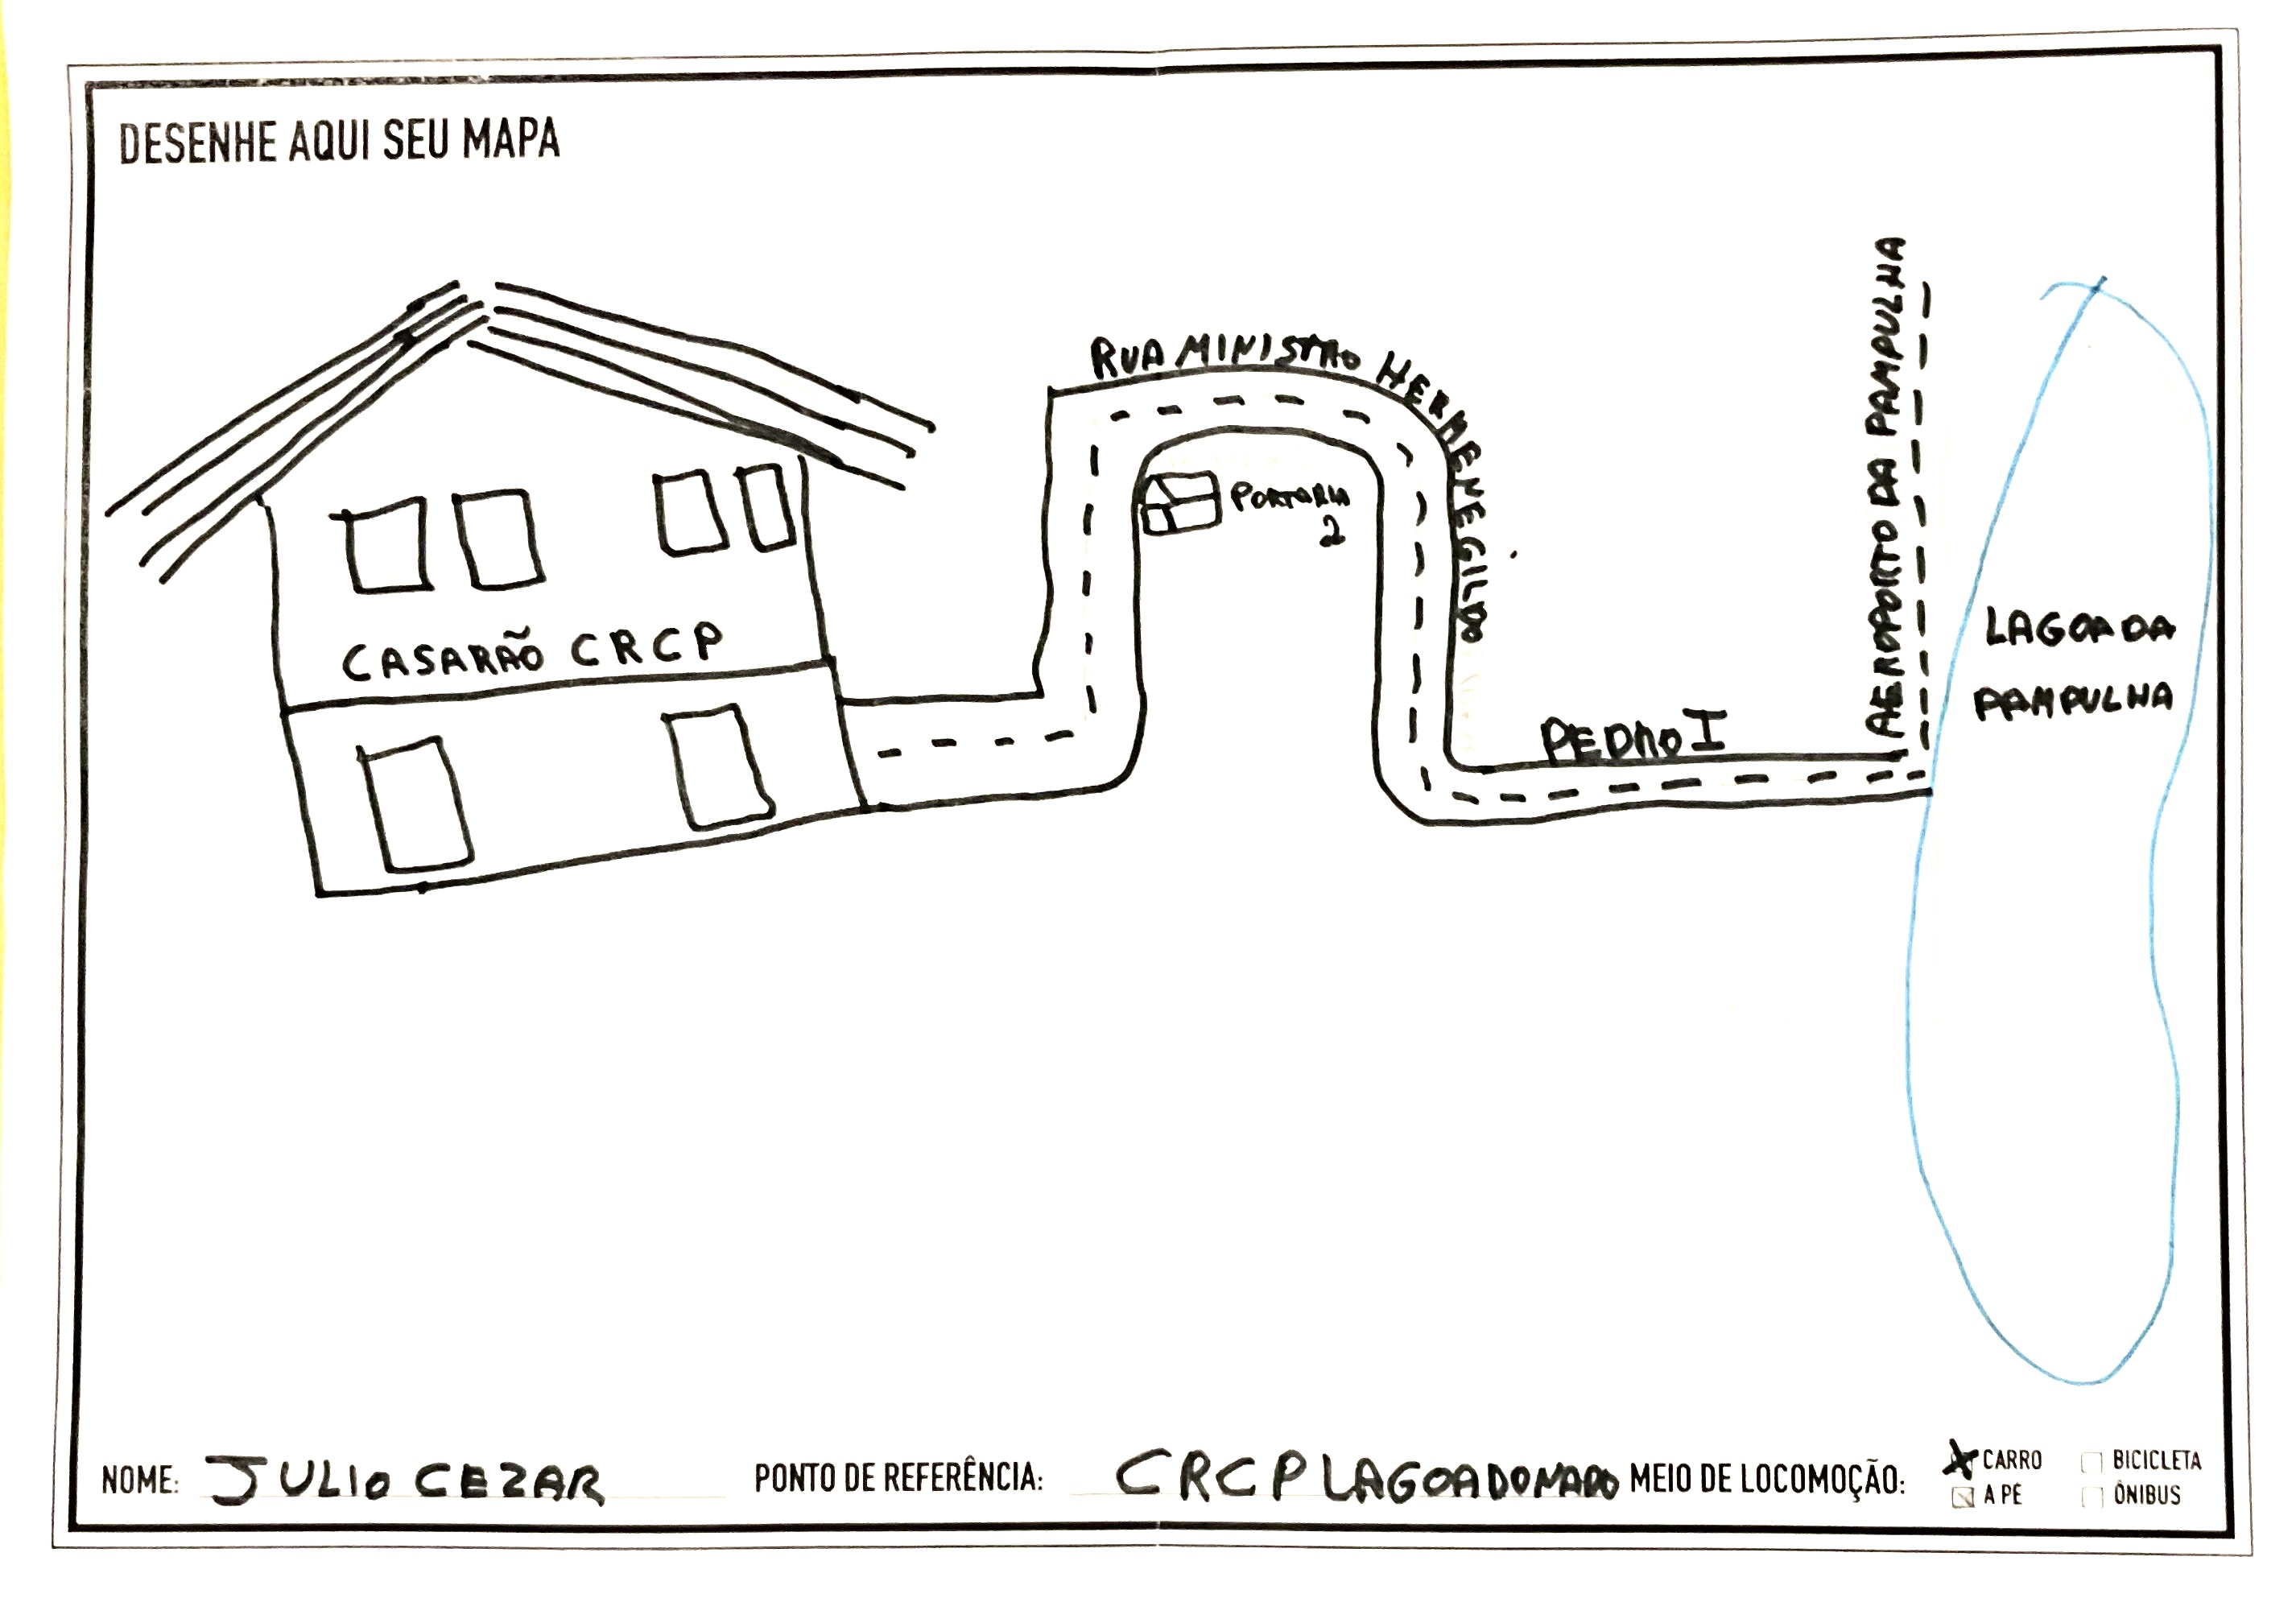 DESENHE AQUI SEU MAPA
CASARÃO CRCP
RUA MINISTRO HERMENEGILDO
PORTARIA
2
PEDRO I
AEROPORTO DA PAMPULHA
LAGOA DA
PAMPULHA
NOME: JULIO CEZAR
PONTO DE REFERÊNCIA: CRCP LAGOA DO NADO
MEIO DE LOCOMOÇÃO:
CARRO
BICICLETA
A PÉ
ÔNIBUS